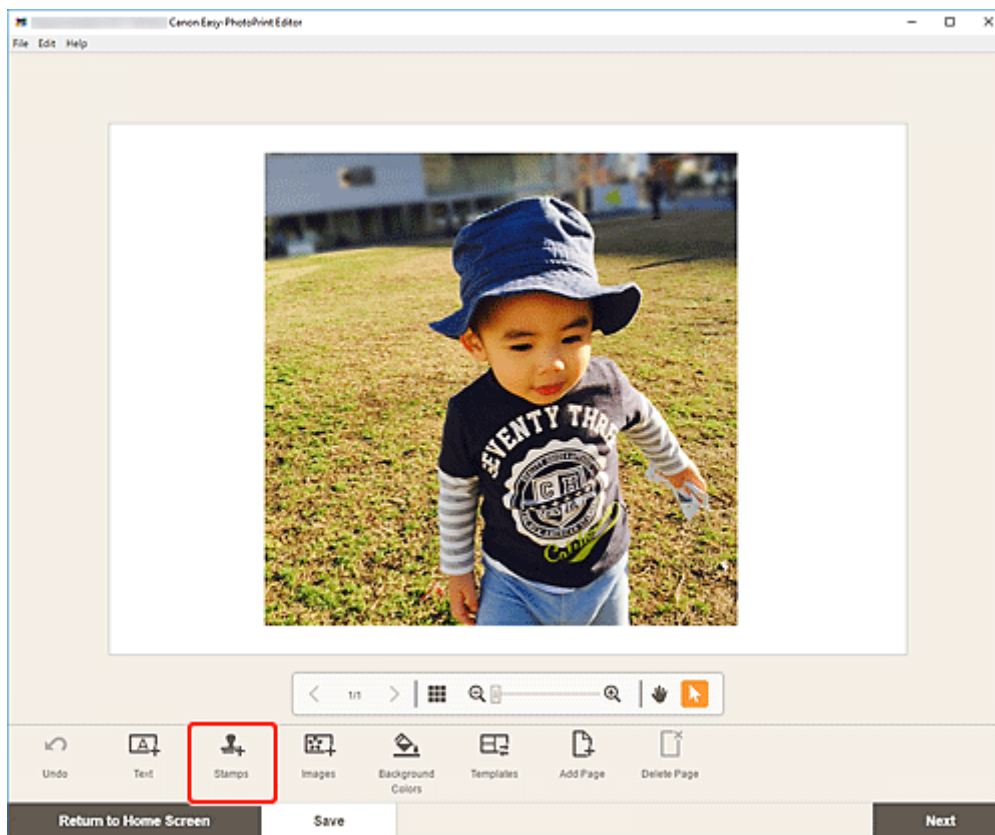 Canon Easy-PhotoPrint Editor
File Edit Help
SEVENTY THRE
C H
1/1
Undo
Text
Stamps
Images
Background
Colors
Templates
Add Page
Delete Page
Return to Home Screen
Save
Next